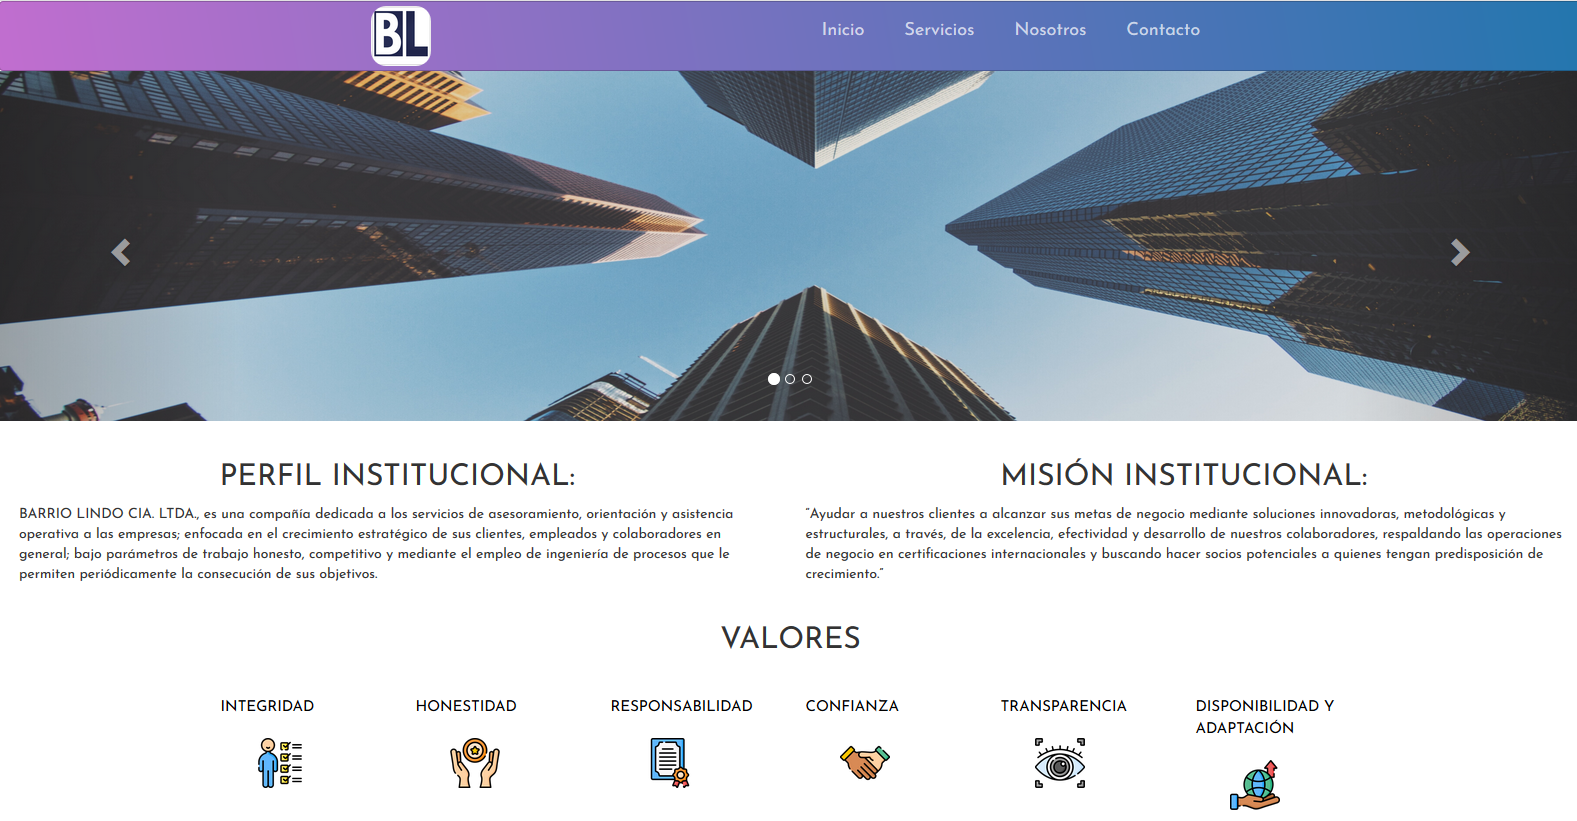 BL
Inicio Servicios Nosotros Contacto
PERFIL INSTITUCIONAL:
BARRIO LINDO CIA. LTDA., es una compañía dedicada a los servicios de asesoramiento, orientación y asistencia
operativa a las empresas; enfocada en el crecimiento estratégico de sus clientes, empleados y colaboradores en
general; bajo parámetros de trabajo honesto, competitivo y mediante el empleo de ingeniería de procesos que le
permiten periódicamente la consecución de sus objetivos.
MISIÓN INSTITUCIONAL:
“Ayudar a nuestros clientes a alcanzar sus metas de negocio mediante soluciones innovadoras, metodológicas y
estructurales, a través, de la excelencia, efectividad y desarrollo de nuestros colaboradores, respaldando las operaciones
de negocio en certificaciones internacionales y buscando hacer socios potenciales a quienes tengan predisposición de
crecimiento.”
VALORES
INTEGRIDAD
HONESTIDAD
RESPONSABILIDAD
CONFIANZA
TRANSPARENCIA
DISPONIBILIDAD Y
ADAPTACIÓN